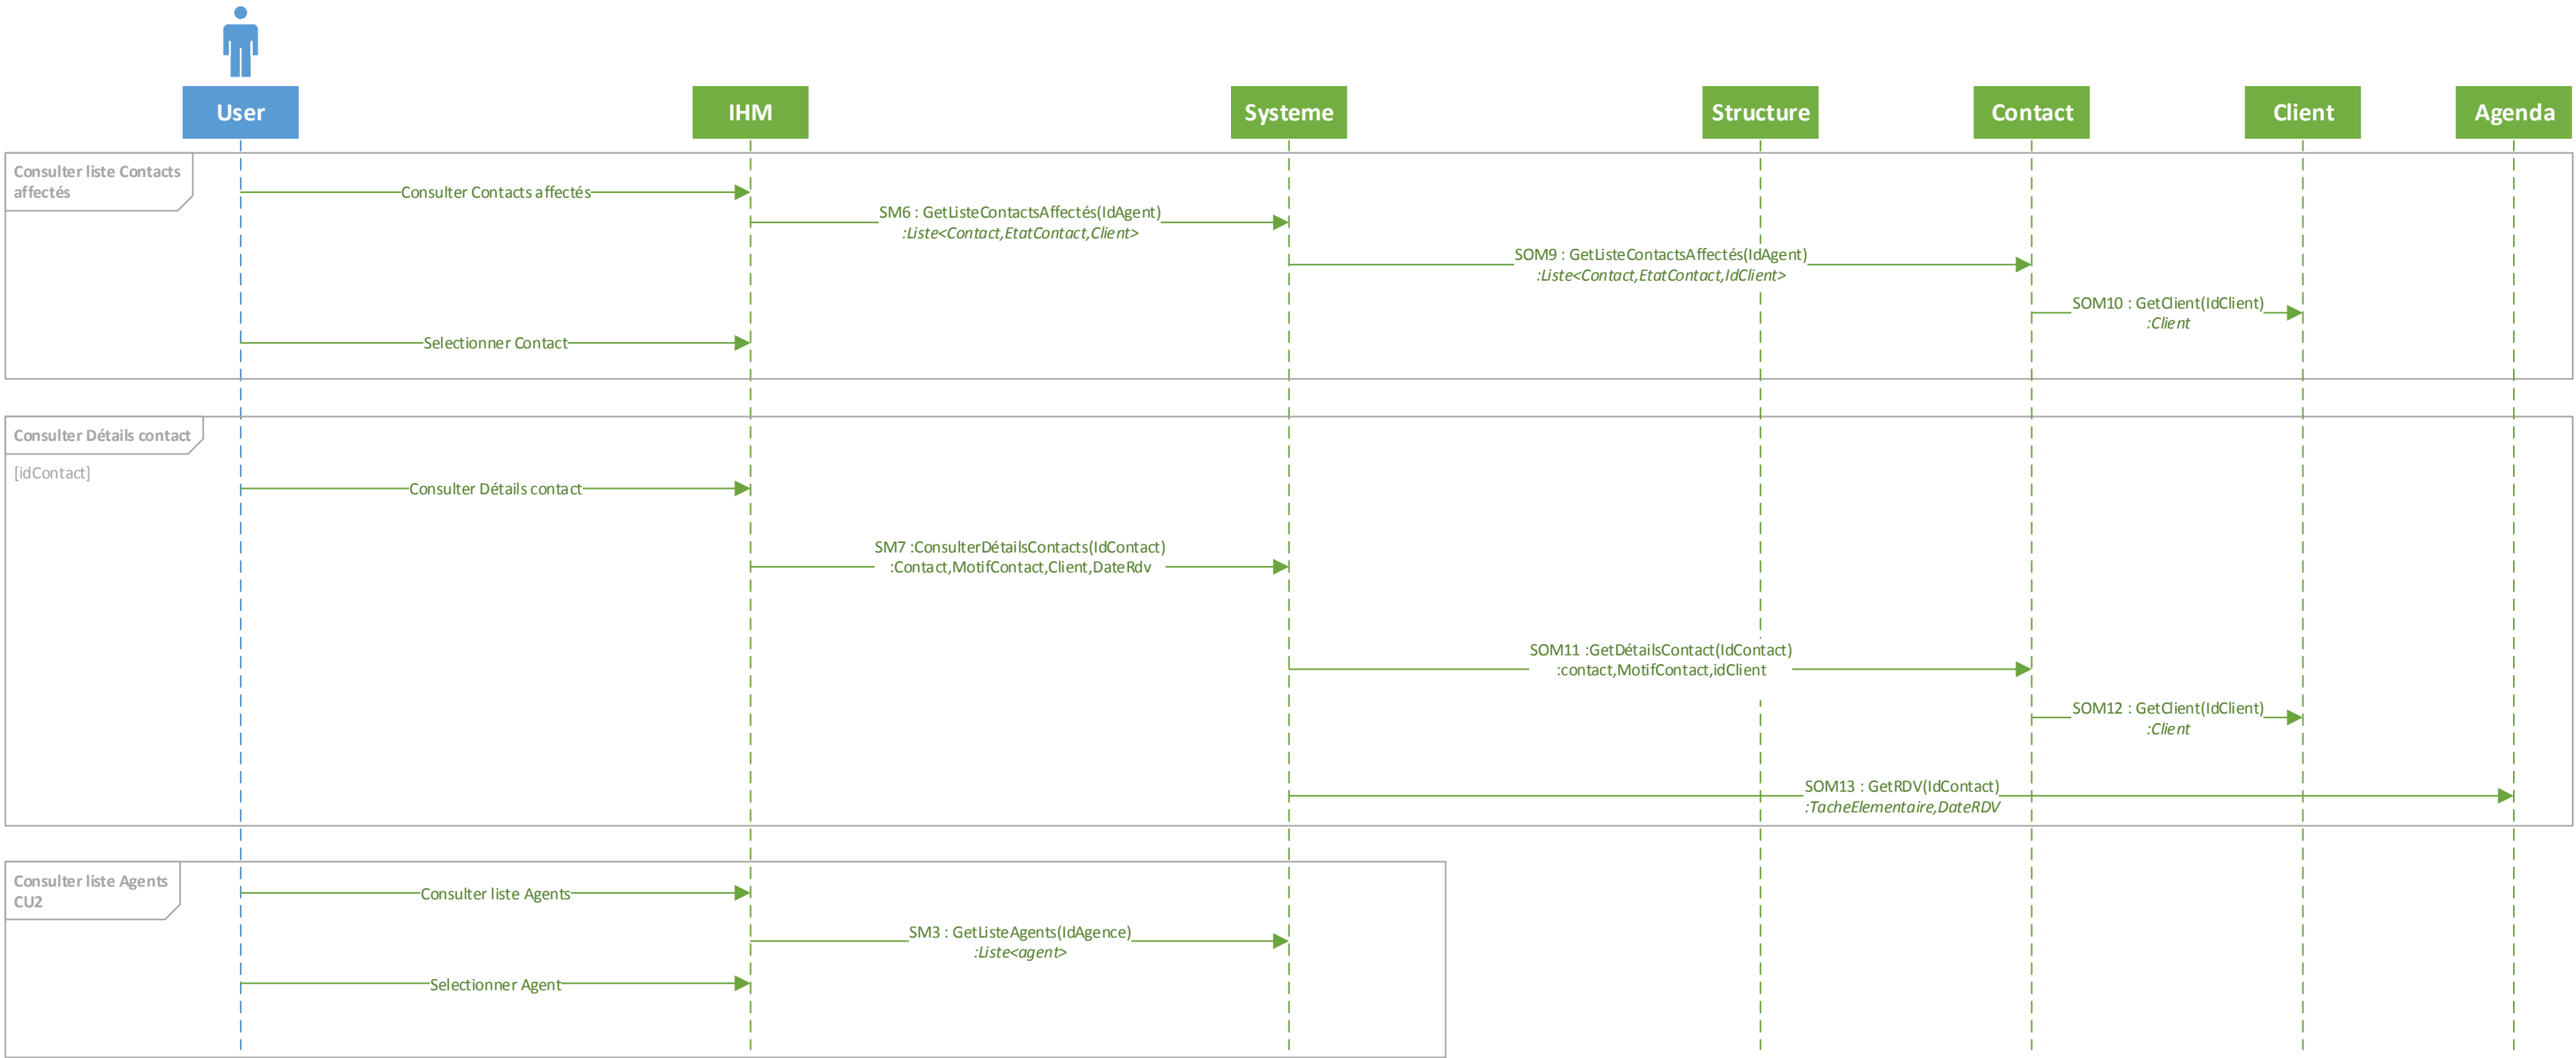 User
IHM
Systeme
Structure
Contact
Client
Agenda
Consulter liste Contacts
affectés
Consulter Contacts affectés
SM6 : GetListeContactsAffectés(IdAgent)
:Liste<Contact,EtatContact,Client>
SOM9 : GetListeContactsAffectés(IdAgent)
:Liste<Contact,EtatContact,IdClient>
SOM10 : GetClient(IdClient)
:Client
Selectionner Contact
Consulter Détails contact
[idContact]
Consulter Détails contact
SM7 :ConsulterDétailsContacts(IdContact)
:Contact,MotifContact,Client,DateRdv
SOM11 :GetDétailsContact(IdContact)
:contact,MotifContact,idClient
SOM12 : GetClient(IdClient)
:Client
SOM13 : GetRDV(IdContact)
:TacheElementaire,DateRDV
Consulter liste Agents
CU2
Consulter liste Agents
SM3 : GetListeAgents(IdAgence)
:Liste<agent>
Selectionner Agent